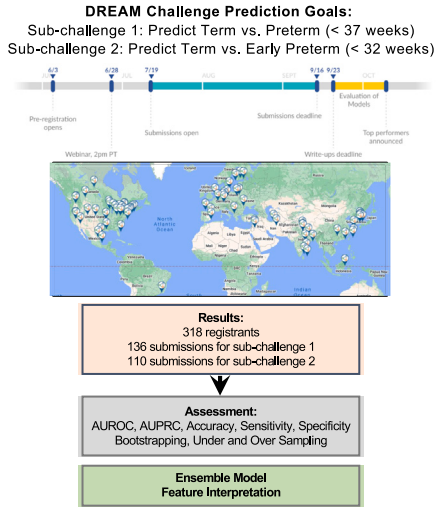 DREAM Challenge Prediction Goals:
Sub-challenge 1: Predict Term vs. Preterm (< 37 weeks)
Sub-challenge 2: Predict Term vs. Early Preterm (< 32 weeks)
6/3 6/28 7/19 9/16 9/23
JUL AUG SEPT OCT
Evaluation of
Models
Pre-registration
opens
Submissions open
Submissions deadline
Top performers
announced
Webinar, 2pm PT
Write-ups deadline
North
Atlantic
Ocean
Indian
Results:
318 registrants
136 submissions for sub-challenge 1
110 submissions for sub-challenge 2
Assessment:
AUROC, AUPRC, Accuracy, Sensitivity, Specificity
Bootstrapping, Under and Over Sampling
Ensemble Model
Feature Interpretation